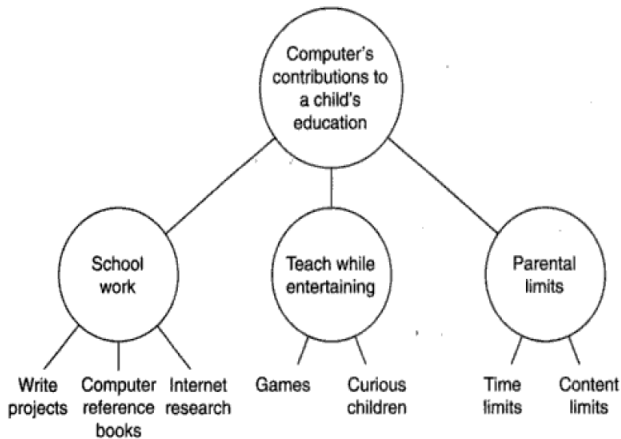 Computer's
contributions to
a child's
education
School
work
Teach while
entertaining
Parental
limits
Write
projects
Computer
reference
books
Internet
research
Games
Curious
children
Time
limits
Content
limits